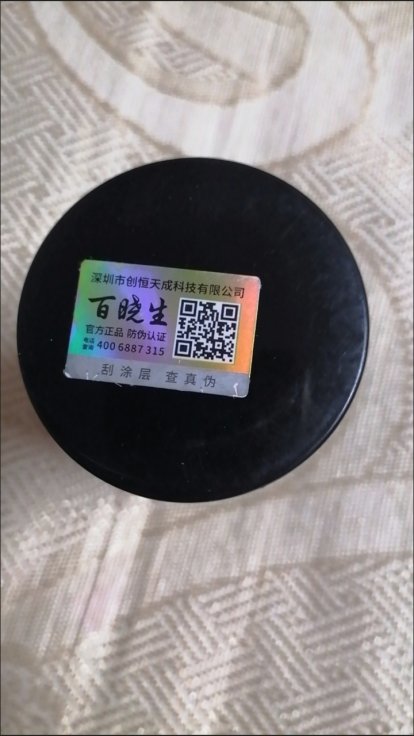 深圳市创恒天成科技有限公司
百晓生
官方正品 防伪认证
电话
查询 400 6887 315
刮涂层 查真伪